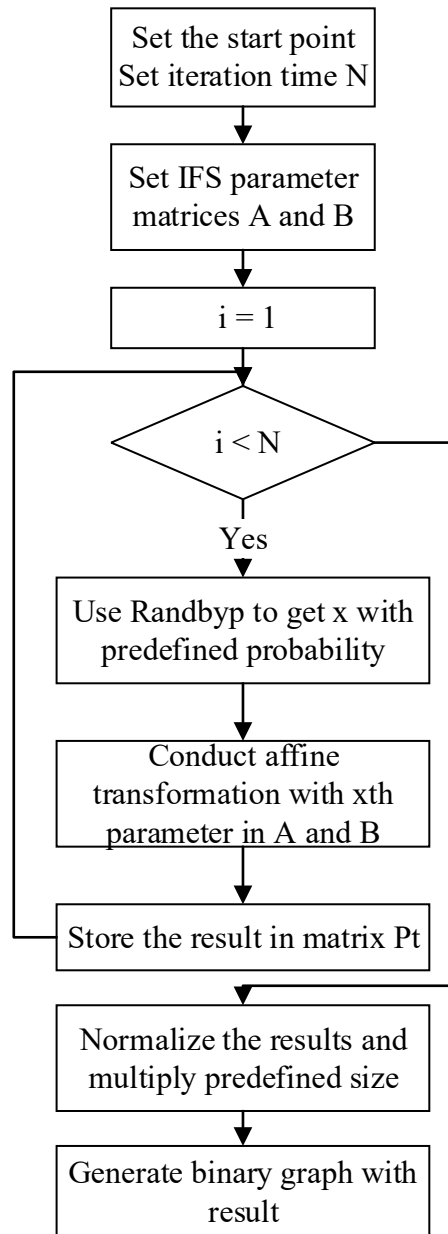 Set the start point
Set iteration time N
Set IFS parameter
matrices A and B
i = 1
i < N
Yes
Use Randbyp to get x with
predefined probability
Conduct affine
transformation with xth
parameter in A and B
Store the result in matrix Pt
Normalize the results and
multiply predefined size
Generate binary graph with
result